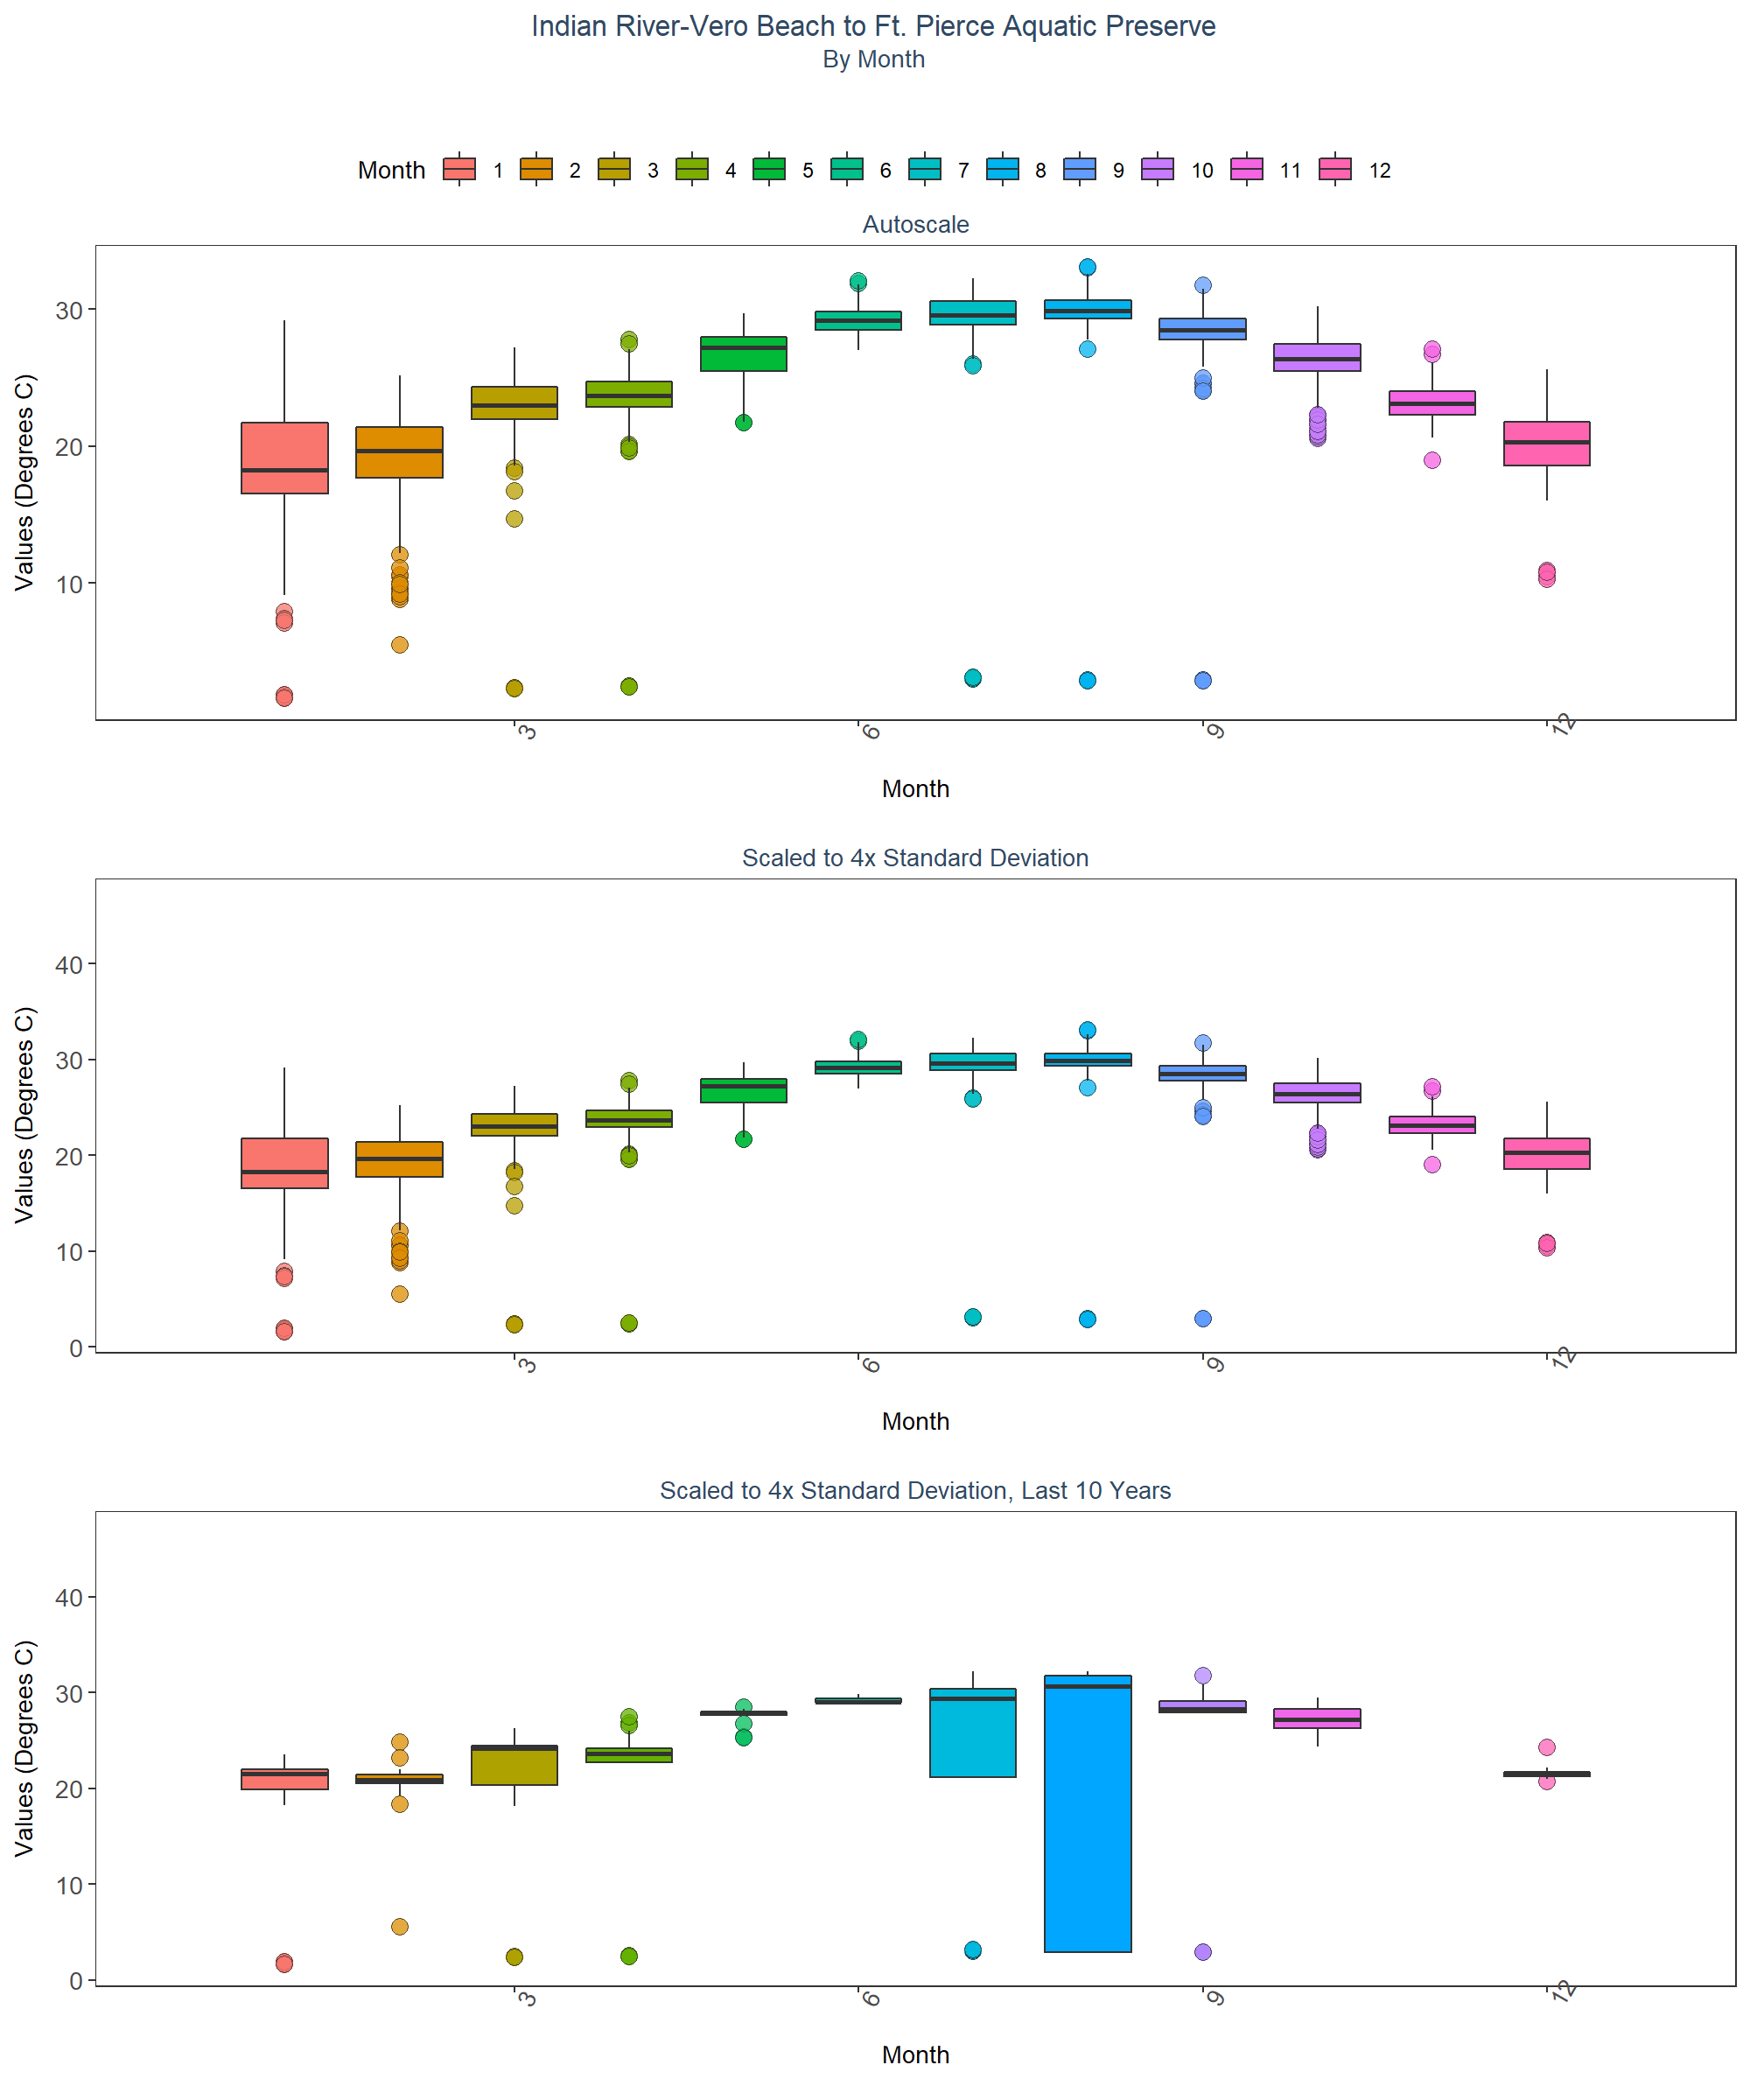 Indian River-Vero Beach to Ft. Pierce Aquatic Preserve
By Month
Month 1 2 3 4 5 6 7 8 9 10 11 12
Autoscale
Values (Degrees C)
30
20
10
3 6 9 12
Month
Scaled to 4x Standard Deviation
Values (Degrees C)
40
30
20
10
0
3 6 9 12
Month
Scaled to 4x Standard Deviation, Last 10 Years
Values (Degrees C)
40
30
20
10
0
3 6 9 12
Month